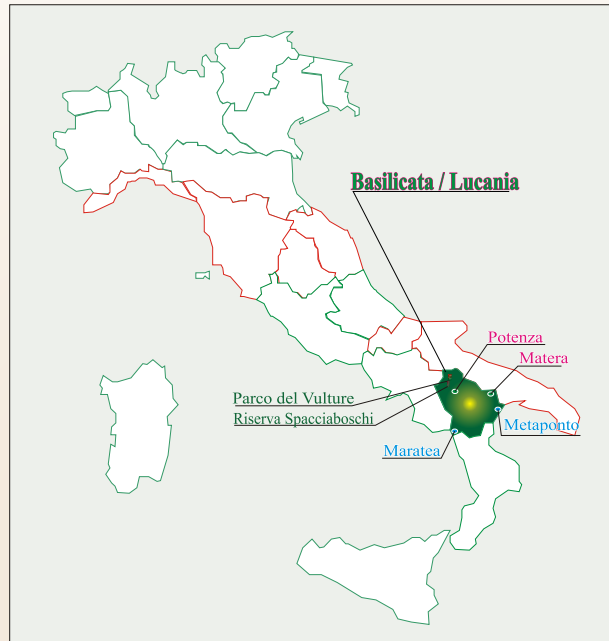 Basilicata / Lucania
Potenza
Matera
Parco del Vulture
Riserva Spacciaboschi
Metaponto
Maratea